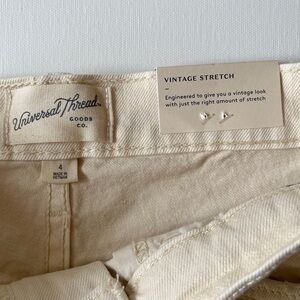 Universal Thread
GOODS
CO.
4
MADE IN
VIETNAM
VINTAGE STRETCH
Engineered to give you a vintage look
with just the right amount of stretch